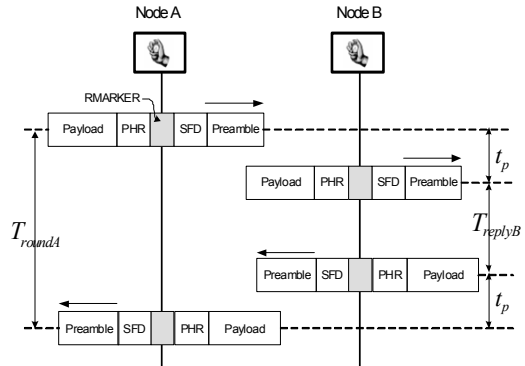 Node A
Node B
RMARKER
Payload PHR SFD Preamble
t_p
Payload PHR SFD Preamble
T_roundA
T_replyB
Preamble SFD PHR Payload
t_p
Preamble SFD PHR Payload